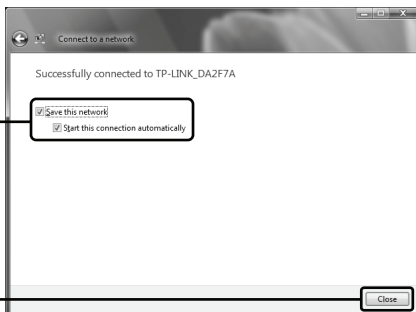 Connect to a network
Successfully connected to TP-LINK_DA2F7A
Save this network
Start this connection automatically
Close